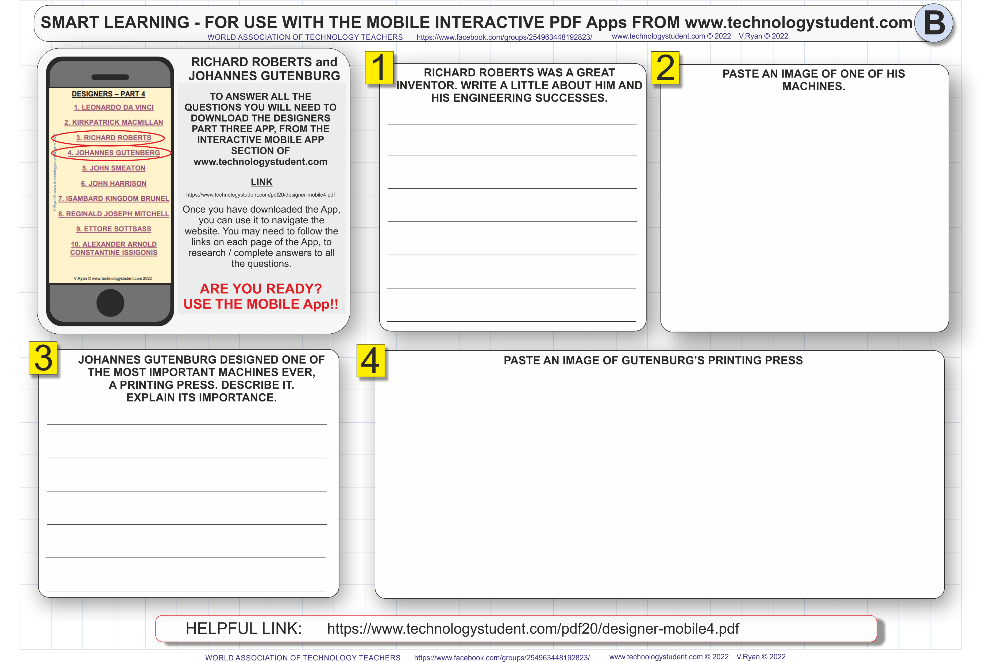 SMART LEARNING - FOR USE WITH THE MOBILE INTERACTIVE PDF Apps FROM www.technologystudent.com
B
WORLD ASSOCIATION OF TECHNOLOGY TEACHERS https://www.facebook.com/groups/254963448192823/ www.technologystudent.com © 2022 V.Ryan © 2022
DESIGNERS – PART 4
1. LEONARDO DA VINCI
2. KIRKPATRICK MACMILLAN
3. RICHARD ROBERTS
4. JOHANNES GUTENBERG
5. JOHN SMEATON
6. JOHN HARRISON
7. ISAMBARD KINGDOM BRUNEL
8. REGINALD JOSEPH MITCHELL
9. ETTORE SOTTSASS
10. ALEXANDER ARNOLD
CONSTANTINE ISSIGONIS
V.Ryan © www.technologystudent.com 2022
V.Ryan © www.technologystudent.com 2022
RICHARD ROBERTS and
JOHANNES GUTENBURG
TO ANSWER ALL THE
QUESTIONS YOU WILL NEED TO
DOWNLOAD THE DESIGNERS
PART THREE APP, FROM THE
INTERACTIVE MOBILE APP
SECTION OF
www.technologystudent.com
LINK
https://www.technologystudent.com/pdf20/designer-mobile4.pdf
Once you have downloaded the App,
you can use it to navigate the
website. You may need to follow the
links on each page of the App, to
research / complete answers to all
the questions.
ARE YOU READY?
USE THE MOBILE App!!
1
RICHARD ROBERTS WAS A GREAT
INVENTOR. WRITE A LITTLE ABOUT HIM AND
HIS ENGINEERING SUCCESSES.
2
PASTE AN IMAGE OF ONE OF HIS
MACHINES.
3
JOHANNES GUTENBURG DESIGNED ONE OF
THE MOST IMPORTANT MACHINES EVER,
A PRINTING PRESS. DESCRIBE IT.
EXPLAIN ITS IMPORTANCE.
4
PASTE AN IMAGE OF GUTENBURG’S PRINTING PRESS
HELPFUL LINK: https://www.technologystudent.com/pdf20/designer-mobile4.pdf
WORLD ASSOCIATION OF TECHNOLOGY TEACHERS https://www.facebook.com/groups/254963448192823/ www.technologystudent.com © 2022 V.Ryan © 2022